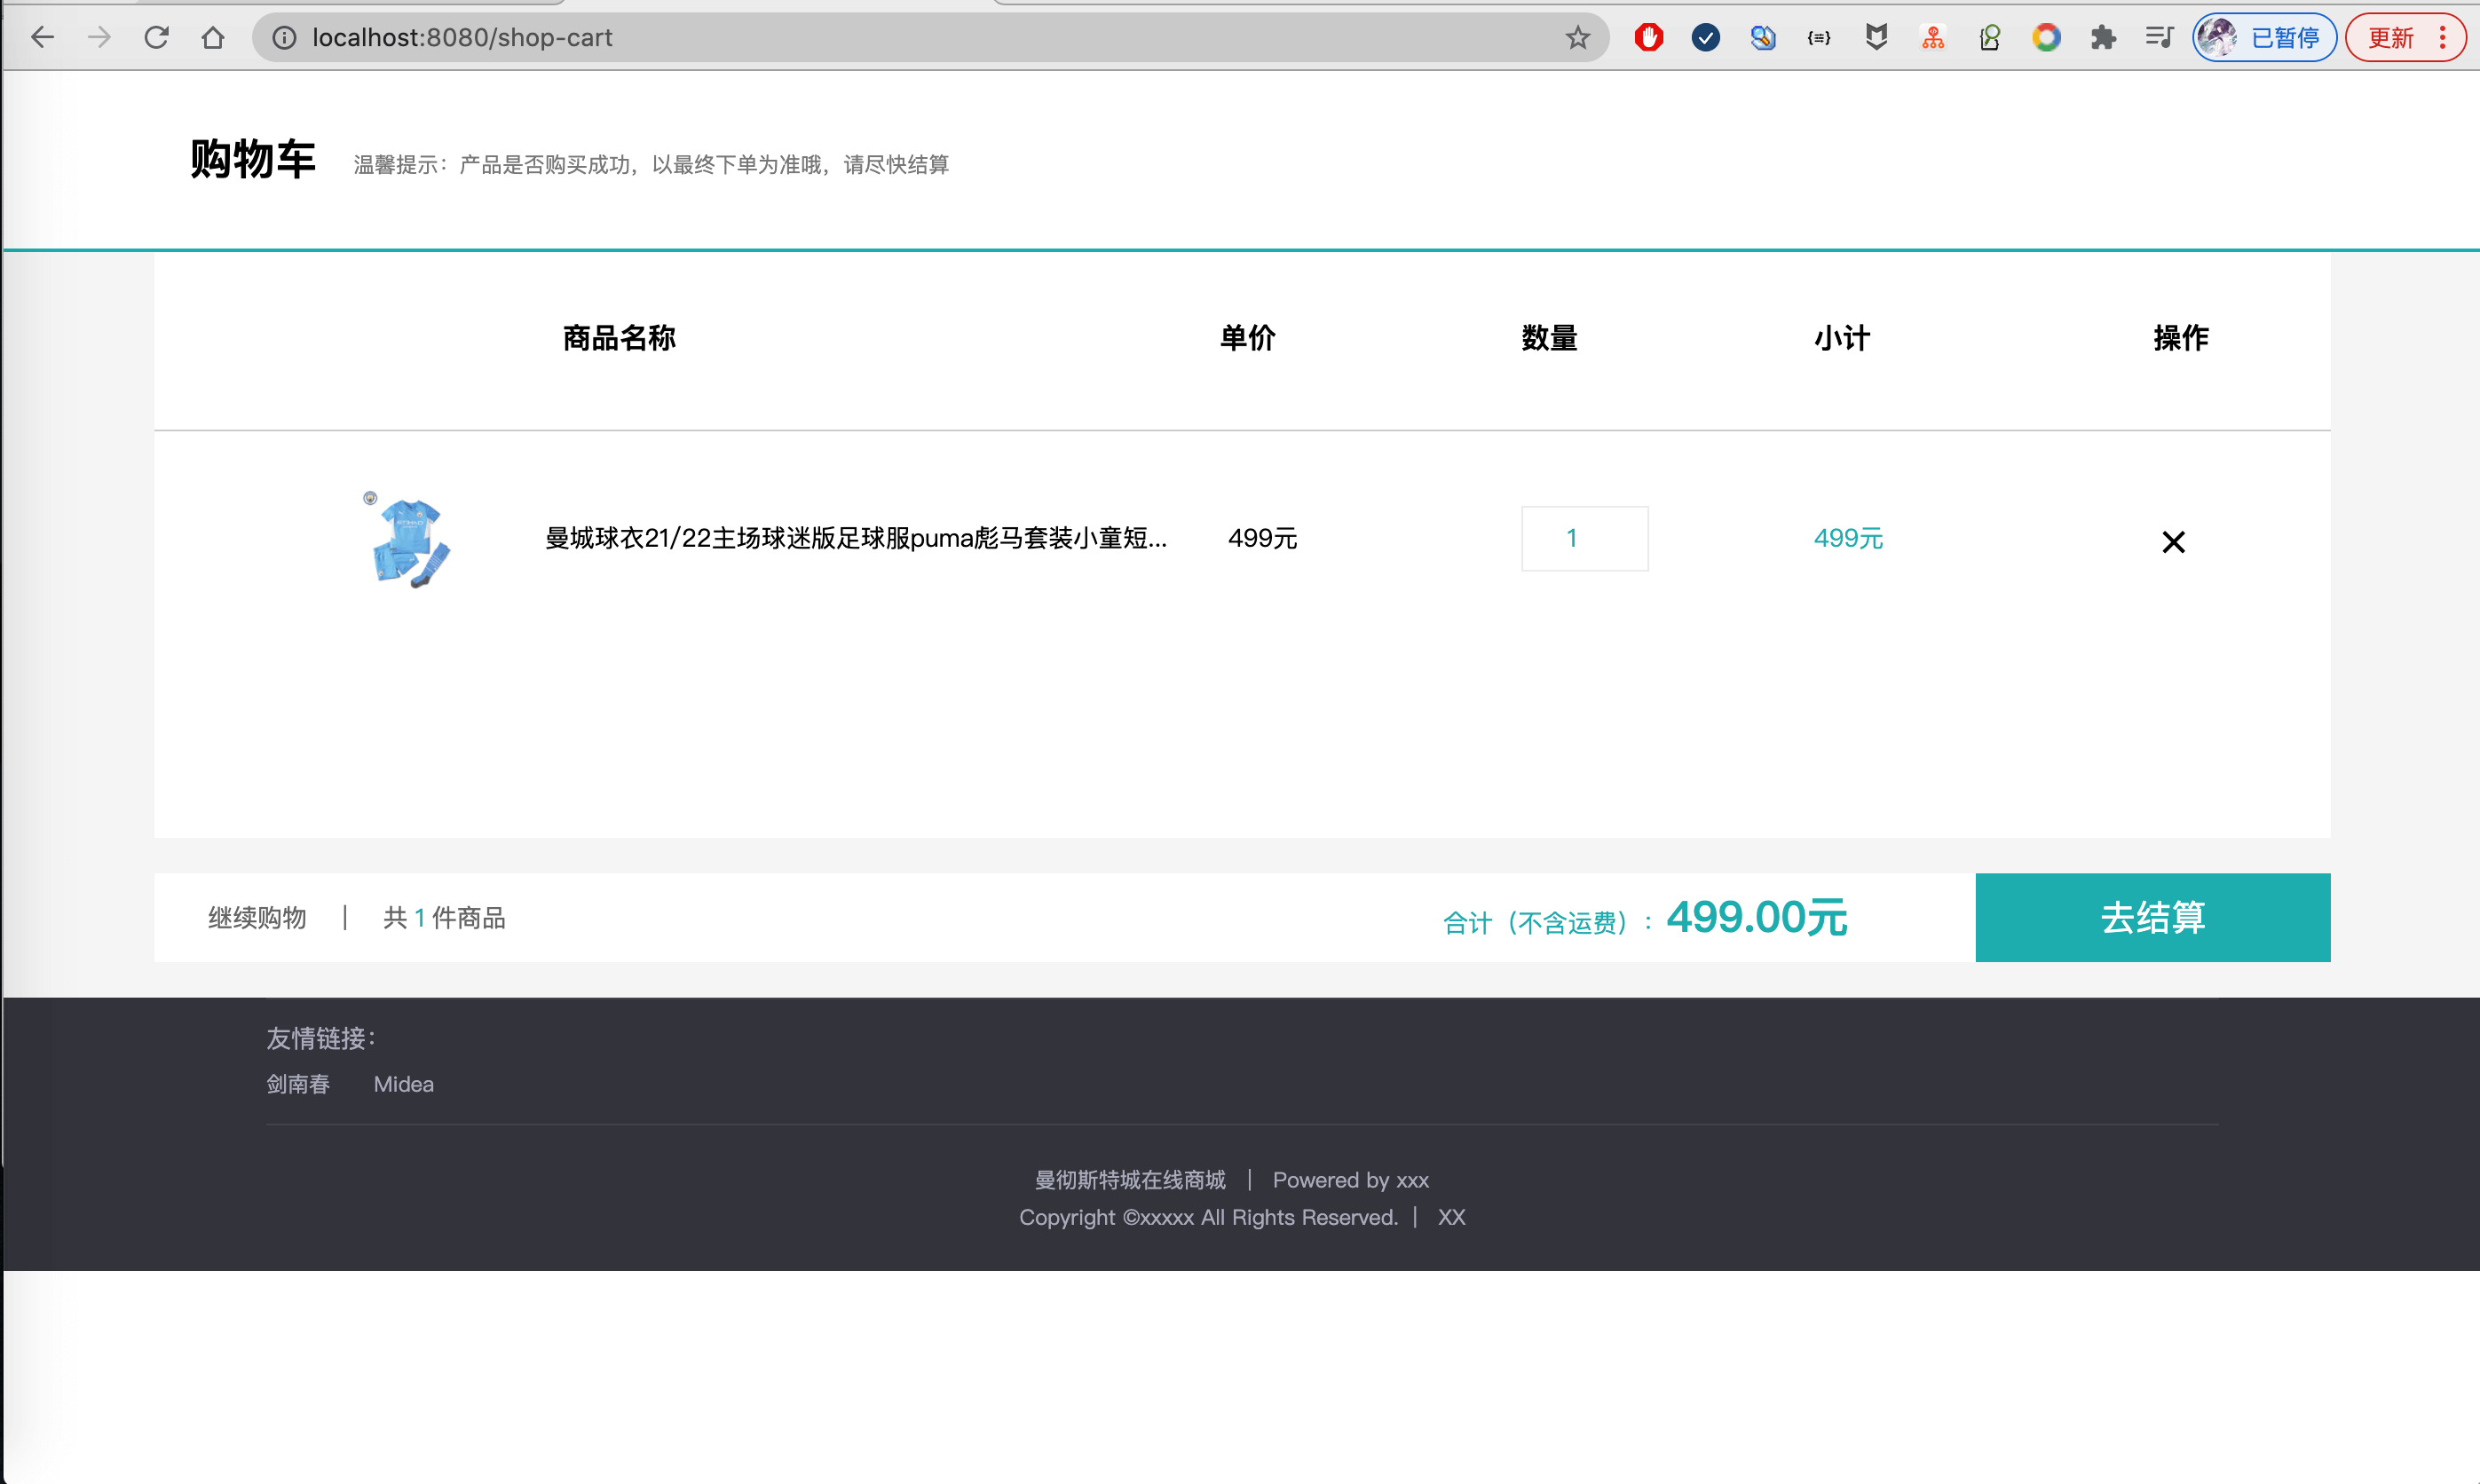 localhost:8080/shop-cart
已暂停
更新
购物车
温馨提示：产品是否购买成功，以最终下单为准哦，请尽快结算
商品名称 单价 数量 小计 操作
曼城球衣21/22主场球迷版足球服puma彪马套装小童短... 499元 1 499元
继续购物 | 共 1 件商品 合计（不含运费）: 499.00元 去结算
友情链接:
剑南春 Midea
曼彻斯特城在线商城 | Powered by xxx
Copyright ©xxxxx All Rights Reserved. | XX